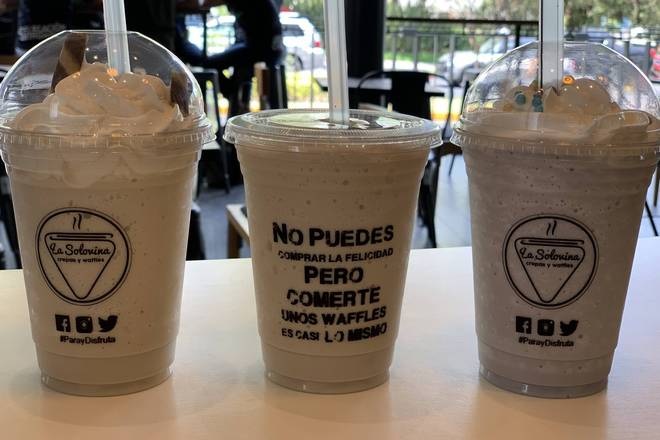 La Solovina
crepas y waffles
#ParayDisfruta
No Puedes
comprar la felicidad
Pero
comerte
unos waffles
es casi lo mismo
La Solovina
crepas y waffles
#ParayDisfruta